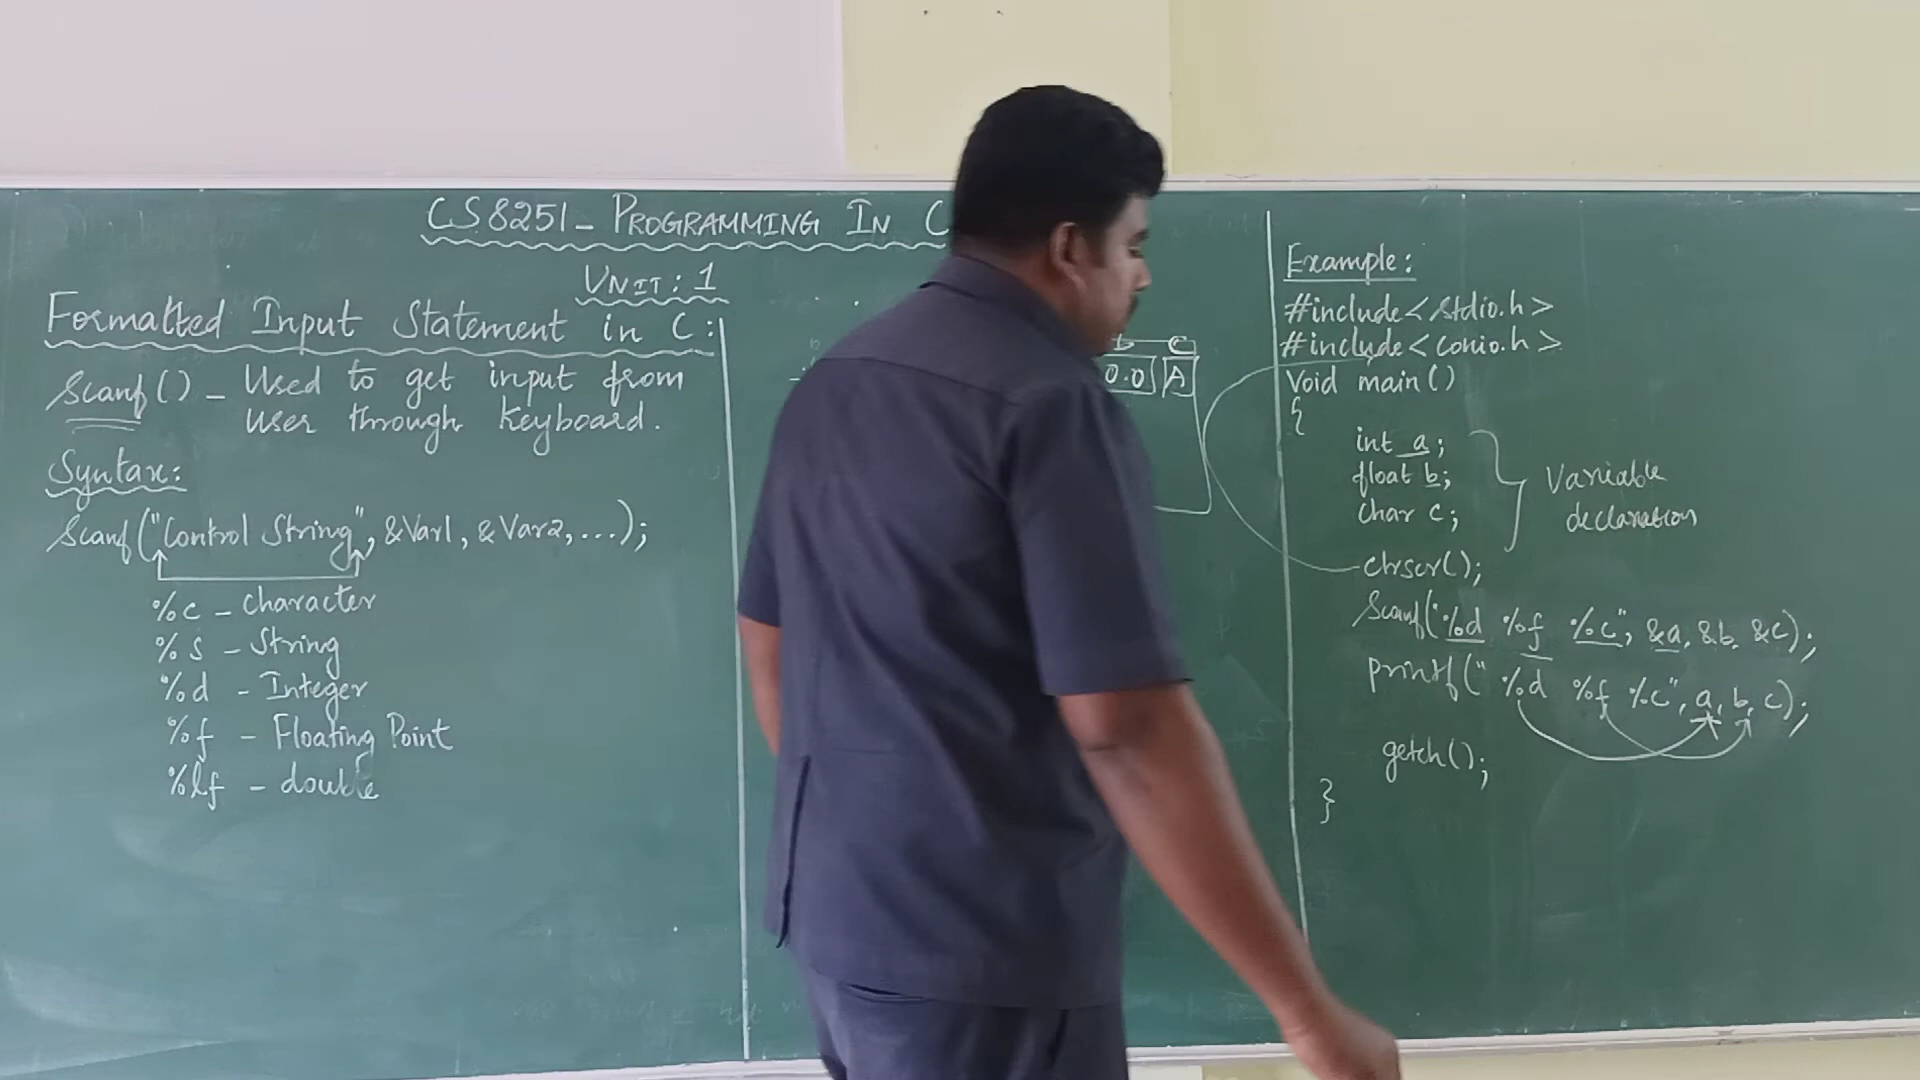 CS8251 - PROGRAMMING IN C
UNIT : 1
Formatted Input Statement in C :
Scanf() - Used to get input from
User through Keyboard.
Syntax:
Scanf("Control String", &Var1, &Var2, ...);
%c - Character
%s - String
%d - Integer
%f - Floating Point
%lf - double
b C
0.0 A
Example:
#include<stdio.h>
#include<conio.h>
Void main()
{
int a;
float b;
char c;
Variable
declaration
clrscr();
Scanf("%d %f %c", &a, &b, &c);
printf("%d %f %c", a, b, c);
getch();
}